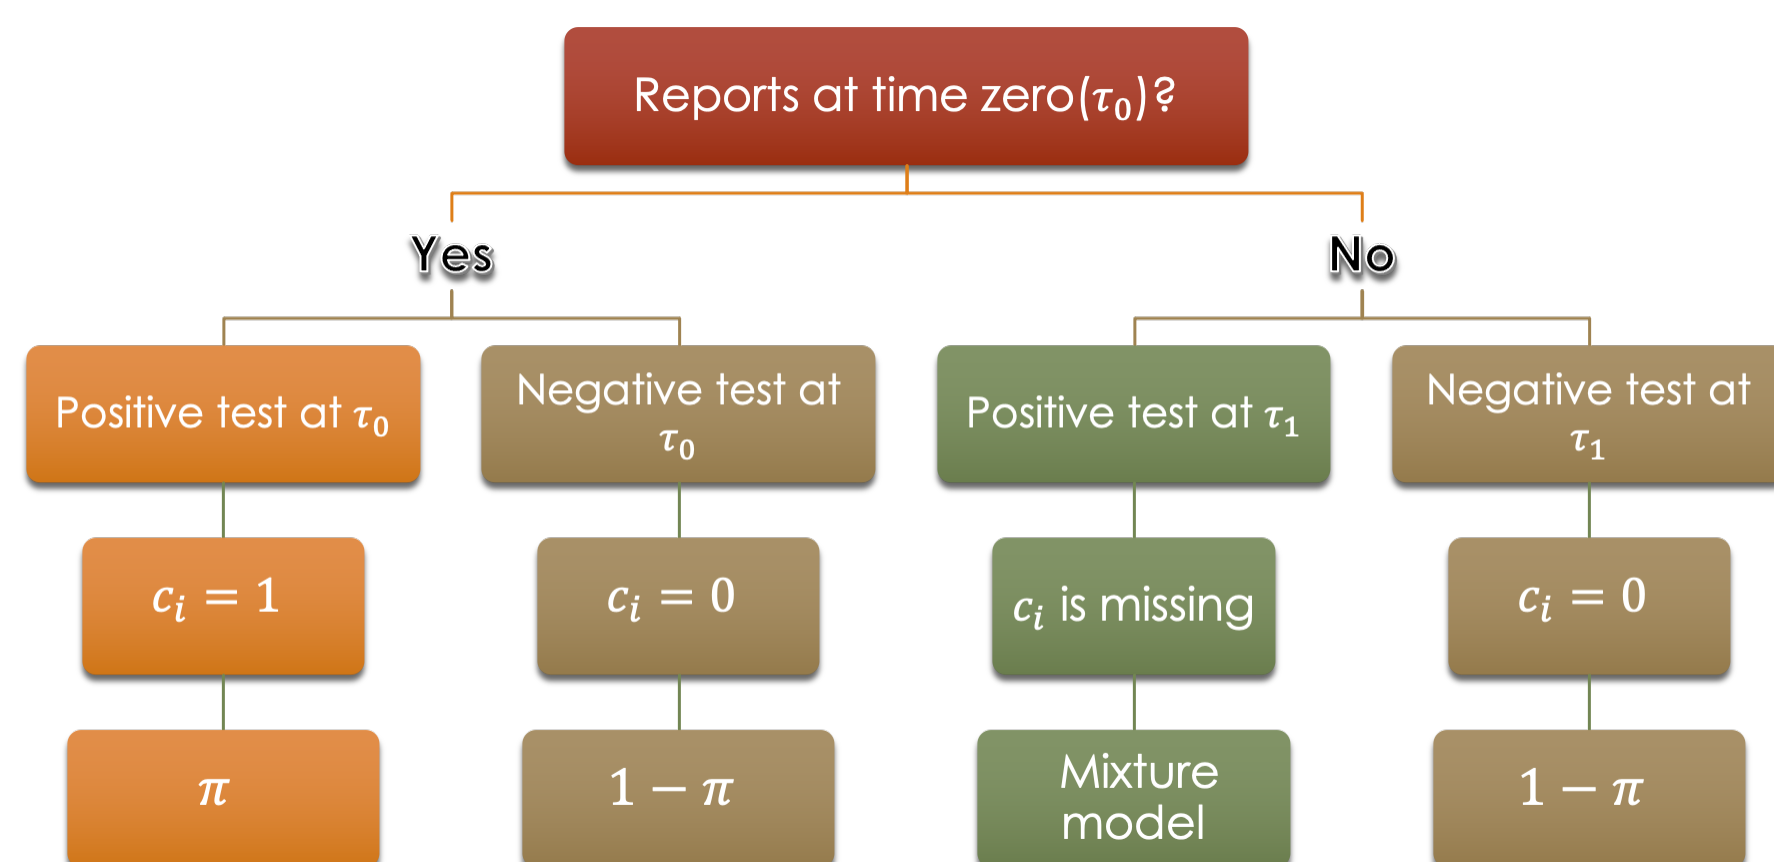 Reports at time zero(τ₀)?
Yes
No
Positive test at τ₀
Negative test at
τ₀
Positive test at τ₁
Negative test at
τ₁
cᵢ = 1
cᵢ = 0
cᵢ is missing
cᵢ = 0
π
1 − π
Mixture
model
1 − π